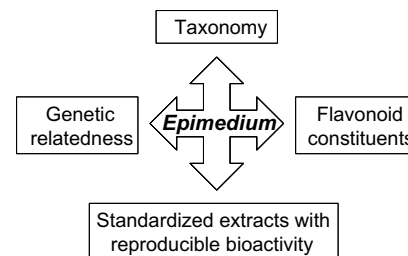 Taxonomy
Genetic
relatedness
Epimedium
Flavonoid
constituents
Standardized extracts with
reproducible bioactivity